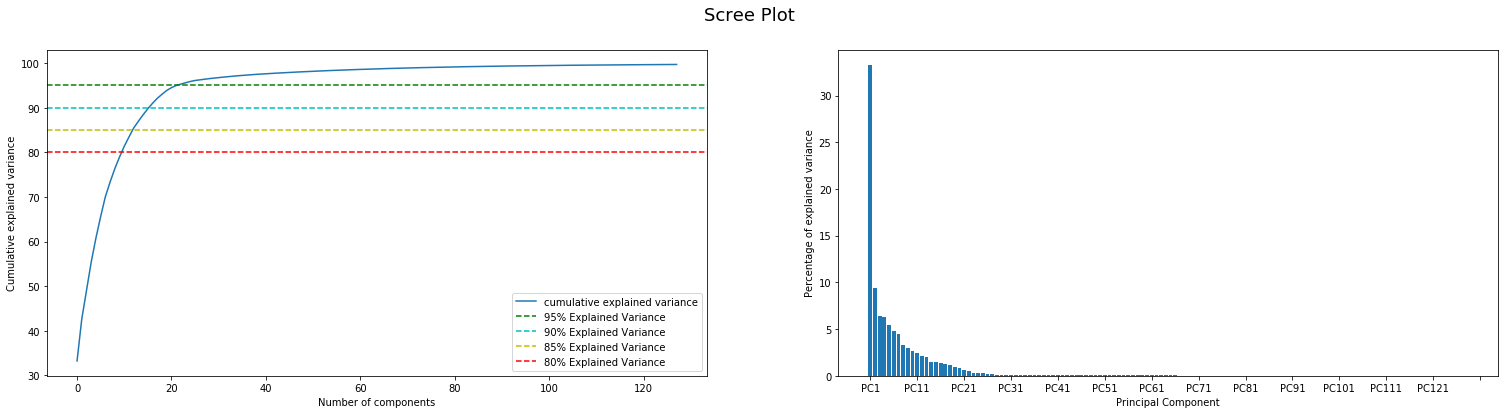 Scree Plot
Cumulative explained variance
100
90
80
70
60
50
40
30
0 20 40 60 80 100 120
Number of components
cumulative explained variance
95% Explained Variance
90% Explained Variance
85% Explained Variance
80% Explained Variance
Percentage of explained variance
30
25
20
15
10
5
0
PC1 PC11 PC21 PC31 PC41 PC51 PC61 PC71 PC81 PC91 PC101 PC111 PC121
Principal Component